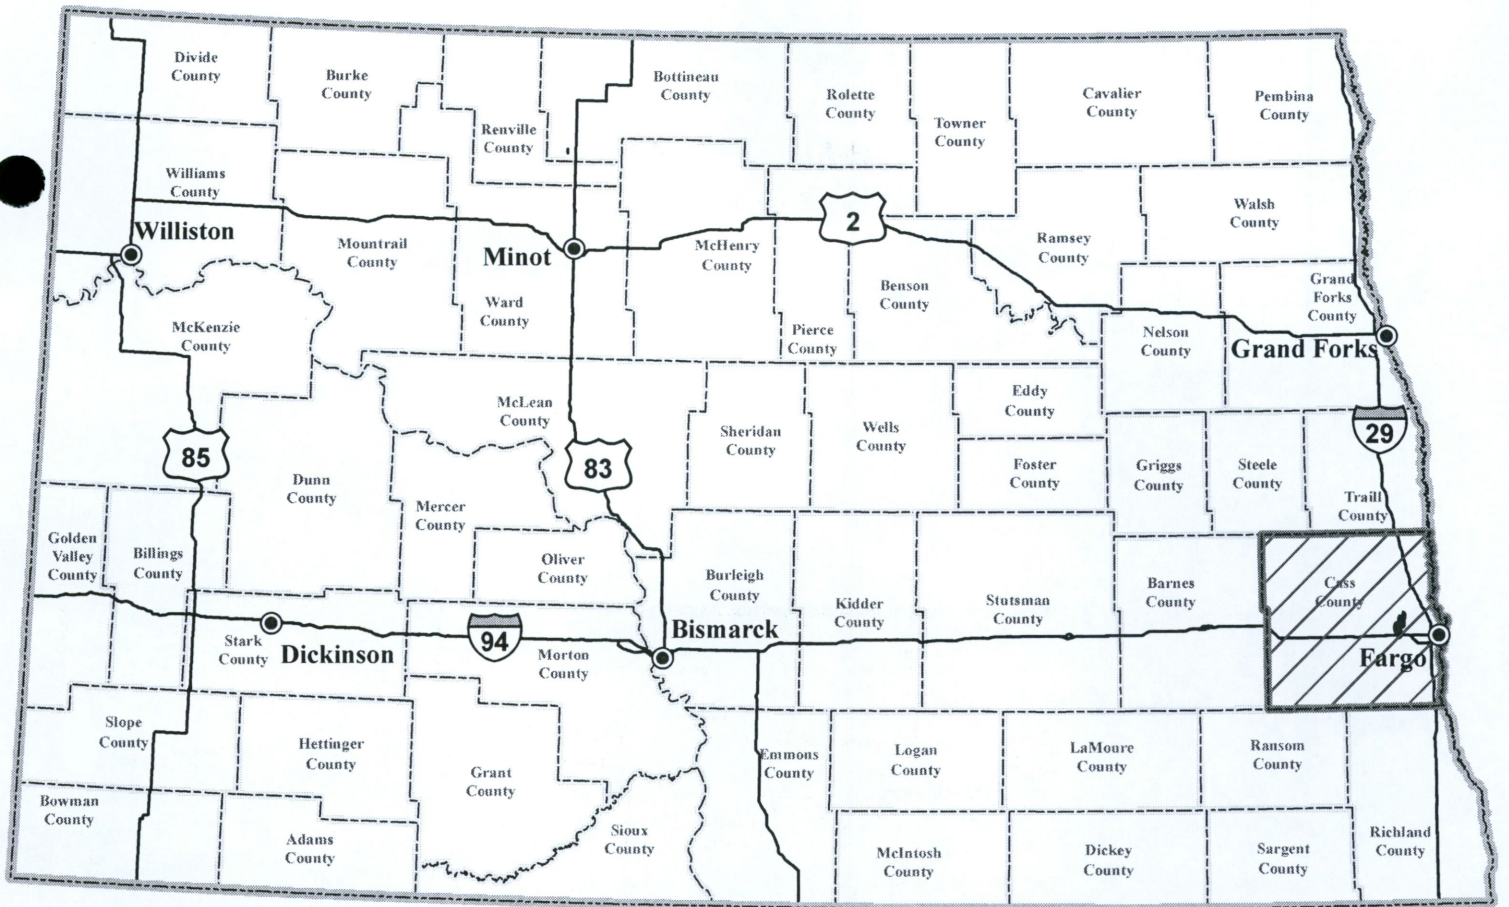 Divide
County
Burke
County
Renville
County
Bottineau
County
Rolette
County
Towner
County
Cavalier
County
Pembina
County
Williams
County
Williston
Mountrail
County
Minot
Ward
County
McHenry
County
2
Pierce
County
Benson
County
Ramsey
County
Walsh
County
Nelson
County
Grand
Forks
County
Grand Forks
McKenzie
County
85
Dunn
County
McLean
County
83
Mercer
County
Oliver
County
Sheridan
County
Wells
County
Eddy
County
Foster
County
Griggs
County
Steele
County
29
Traill
County
Golden
Valley
County
Billings
County
Stark
County
Dickinson
94
Morton
County
Bismarck
Burleigh
County
Kidder
County
Stutsman
County
Barnes
County
Cass
County
Fargo
Slope
County
Hettinger
County
Grant
County
Bowman
County
Adams
County
Sioux
County
Emmons
County
Logan
County
LaMoure
County
Ransom
County
McIntosh
County
Dickey
County
Sargent
County
Richland
County